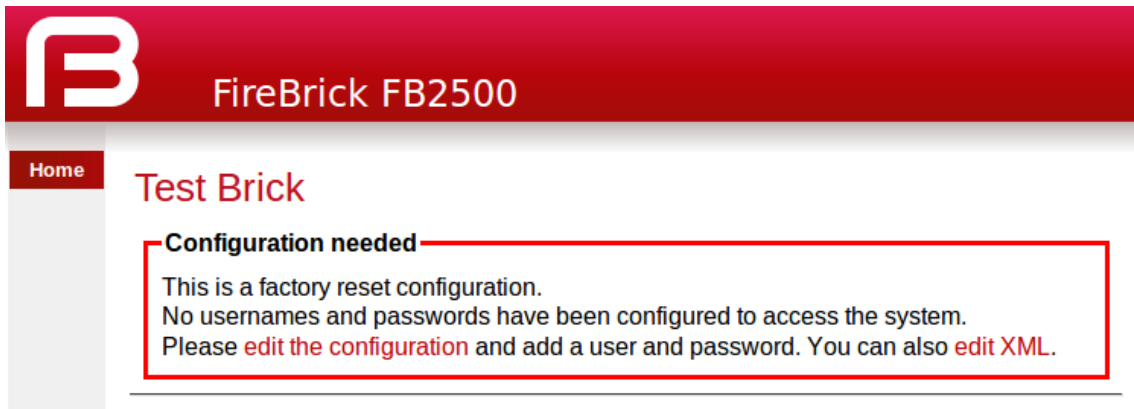 FireBrick FB2500
Home
Test Brick
Configuration needed
This is a factory reset configuration.
No usernames and passwords have been configured to access the system.
Please edit the configuration and add a user and password. You can also edit XML.